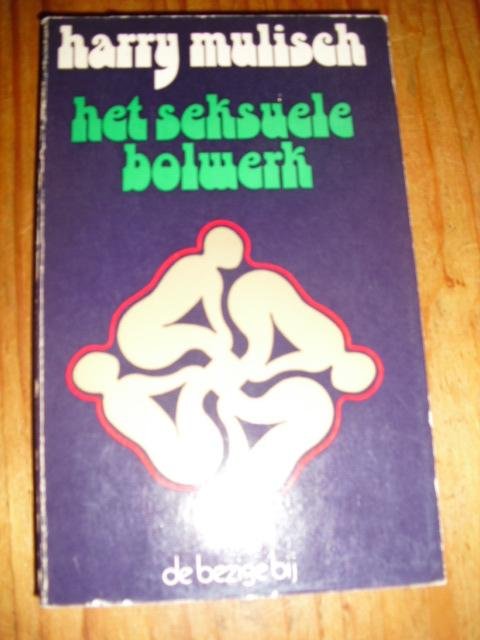 harry mulisch
het seksuele
bolwerk
de bezige bij